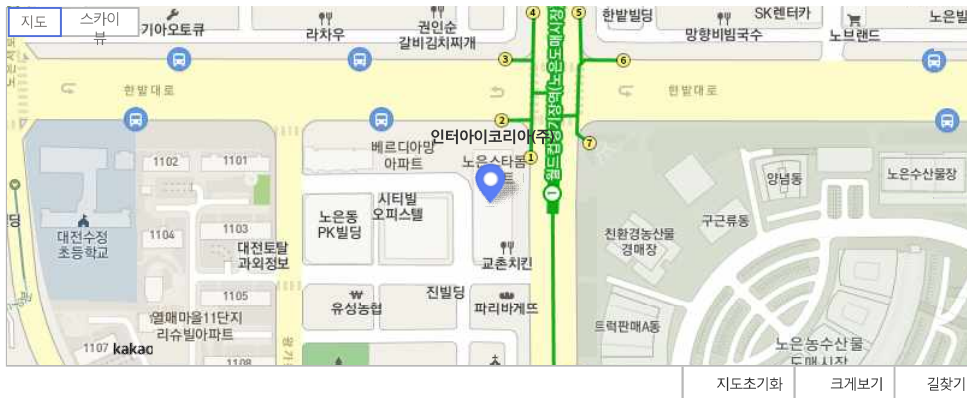 지도
스카이
뷰
기아오토큐
라차우
권인순
갈비김치찌개
4
5
한밭빌딩
망향비빔국수
SK렌터카
노브랜드
노은빌
3
6
한밭대로
한밭대로
2
인터아이코리아(주)
7
1
베르디아망
아파트
노은스타돔
1102
1101
양념동
노은수산물장
시티빌
오피스텔
노은동
PK빌딩
구근류동
대전수정
초등학교
1104
1103
대전토탈
과외정보
친환경농산물
경매장
교촌치킨
1105
유성농협
진빌딩
파리바게뜨
열매마을11단지
리슈빌아파트
트럭판매A동
노은농수산물
도매시장
1107
kakao
1108
지도초기화
크게보기
길찾기